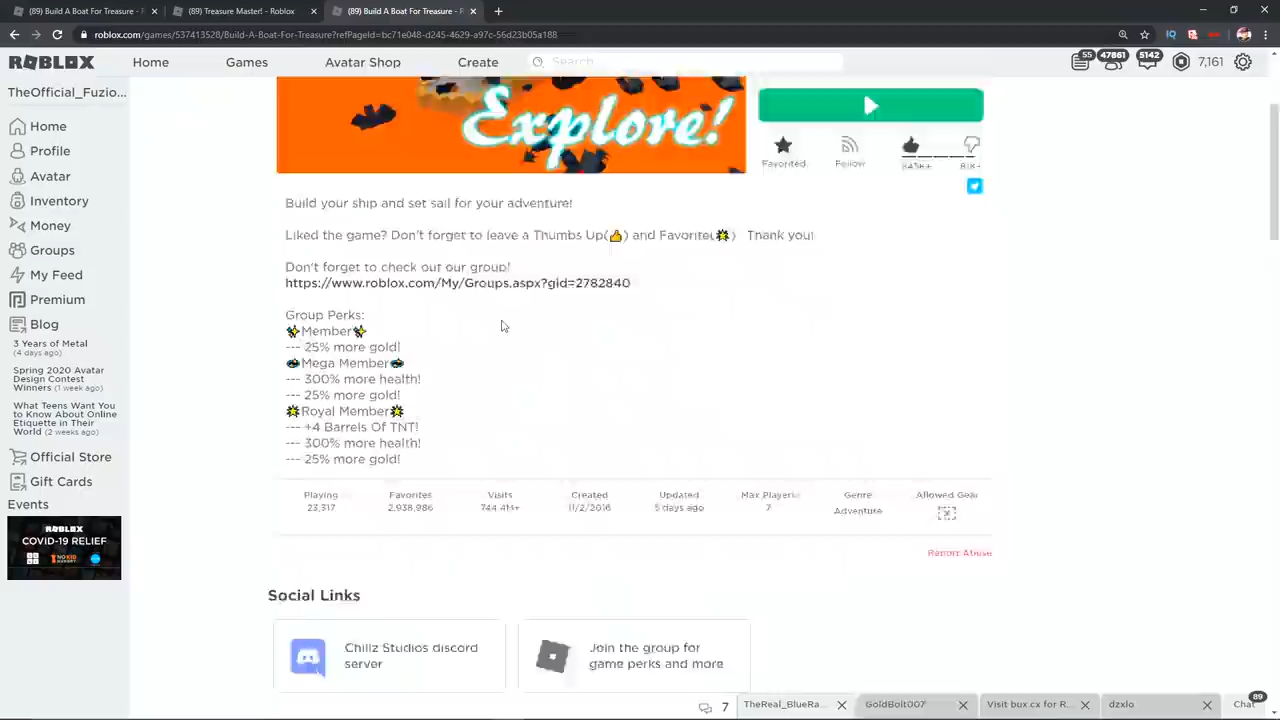 (89) Build A Boat For Treasure -
(89) Treasure Master! - Roblox
(89) Build A Boat For Treasure -
roblox.com/games/537413528/Build-A-Boat-For-Treasure?refPageId=bc71e048-d245-4629-a97c-56d23b05a188
ROBLOX
Home
Games
Avatar Shop
Create
Search
55
47861
5142
7,161
TheOfficial_Fuzio...
Home
Profile
Avatar
Inventory
Money
Groups
My Feed
Premium
Blog
3 Years of Metal
(4 days ago)
Spring 2020 Avatar
Design Contest
Winners (1 week ago)
What Teens Want You
to Know About Online
Etiquette in Their
World (2 weeks ago)
Official Store
Gift Cards
Events
ROBLOX
COVID-19 RELIEF
Explore!
Favorited
Follow
Build your ship and set sail for your adventure!
Liked the game? Don't forget to leave a Thumbs Up(👍) and Favorite(🌟) Thank you!
Don't forget to check out our group!
https://www.roblox.com/My/Groups.aspx?gid=2782840
Group Perks:
Member
--- 25% more gold!
Mega Member
--- 300% more health!
--- 25% more gold!
Royal Member
--- +4 Barrels Of TNT!
--- 300% more health!
--- 25% more gold!
Playing
Favorites
Visits
Created
Updated
Max Players
Genre
Allowed Gear
23,317
2,938,986
744.4M+
11/2/2016
5 days ago
7
Adventure
Report Abuse
Social Links
Chillz Studios discord
server
Join the group for
game perks and more
7
TheReal_BlueRa...
GoldBolt007
Visit bux.cx for R...
dzxlo
Chat
89